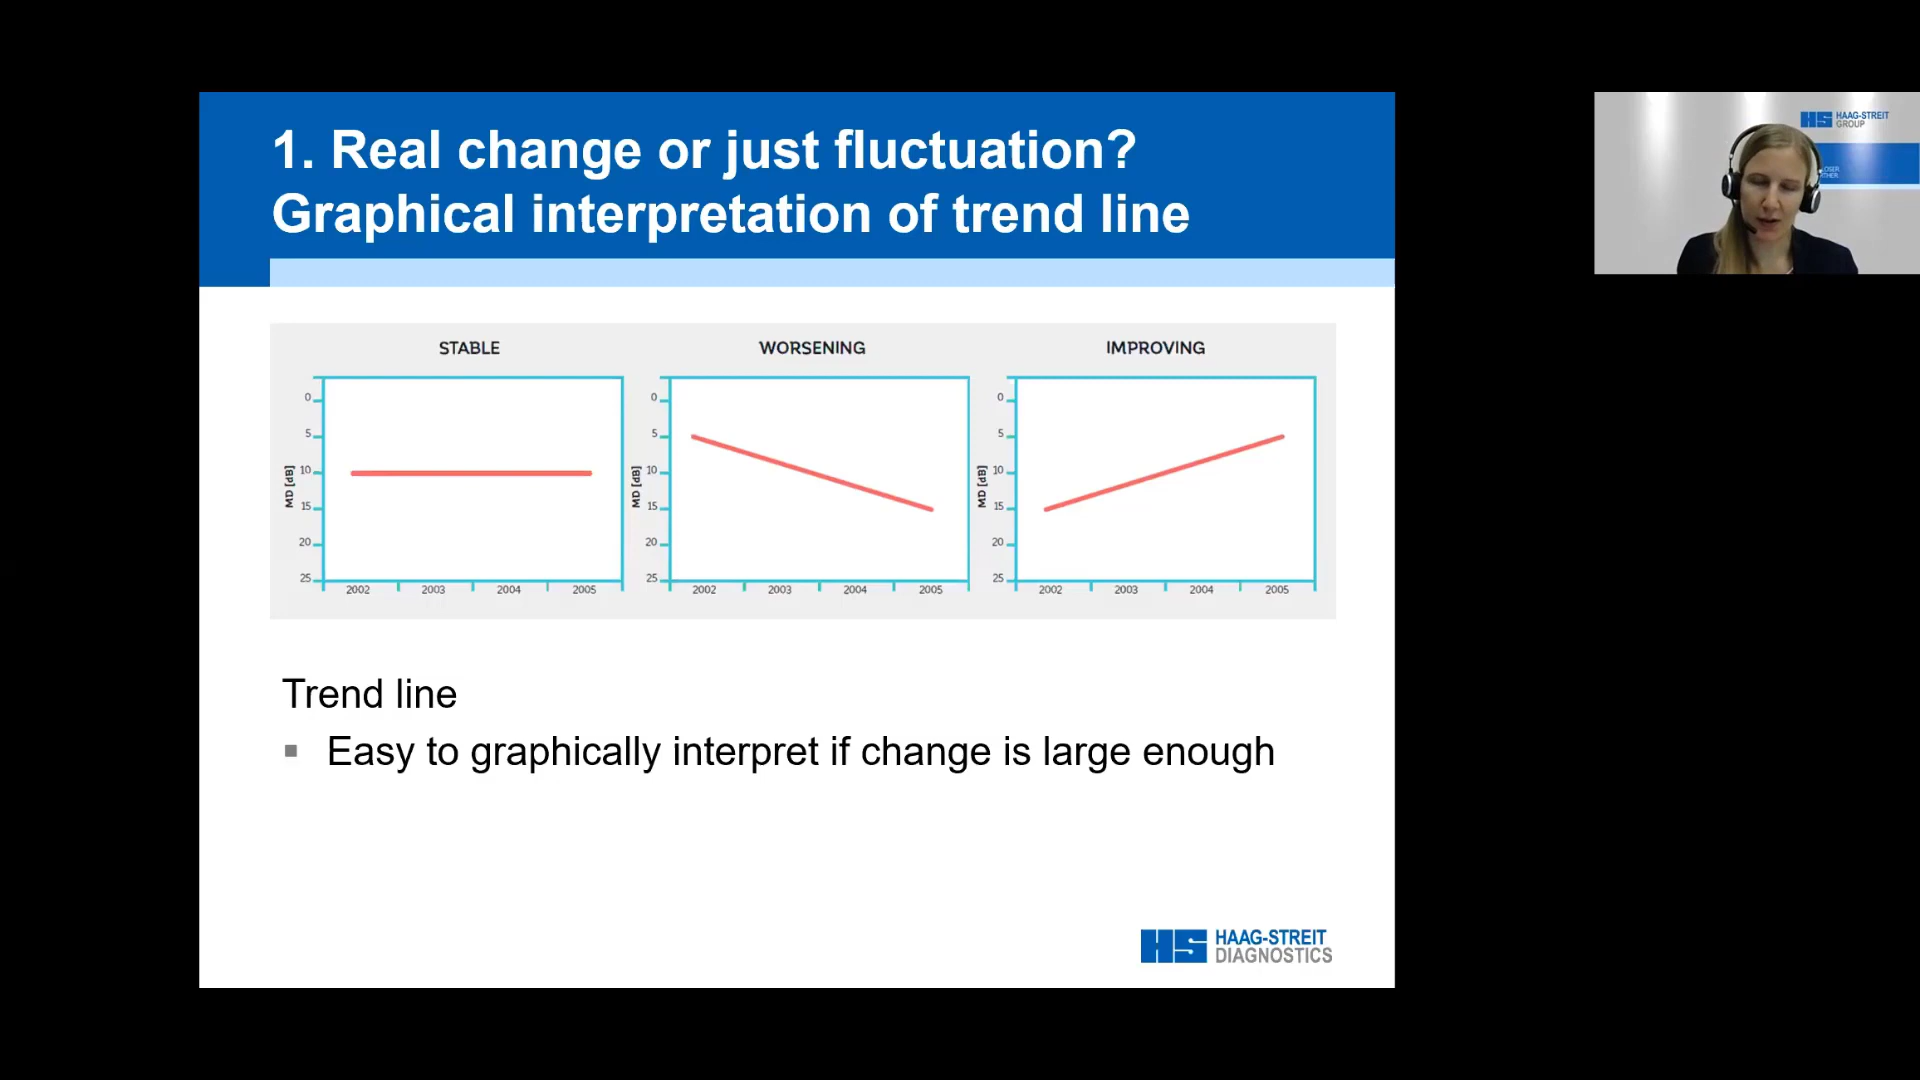 1. Real change or just fluctuation?
Graphical interpretation of trend line
STABLE
MD [dB]
0
5
10
15
20
25
2002 2003 2004 2005
WORSENING
MD [dB]
0
5
10
15
20
25
2002 2003 2004 2005
IMPROVING
MD [dB]
0
5
10
15
20
25
2002 2003 2004 2005
Trend line
▪ Easy to graphically interpret if change is large enough
HS HAAG-STREIT
DIAGNOSTICS
HS HAAG-STREIT
GROUP